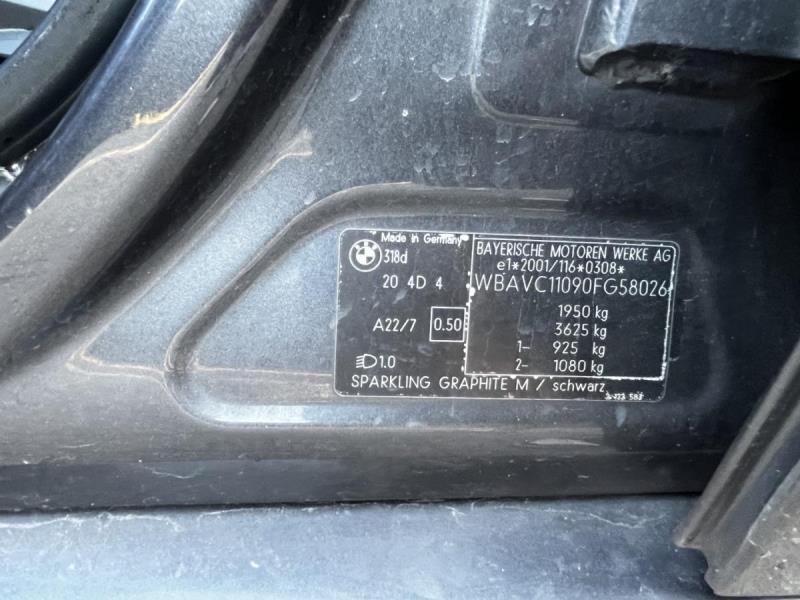 Made in Germany
318d
20 4D 4
A22/7 0.50
1.0
BAYERISCHE MOTOREN WERKE AG
e1*2001/116*0308*
WBAVC11090FG58026
1950 kg
3625 kg
1- 925 kg
2- 1080 kg
SPARKLING GRAPHITE M / schwarz